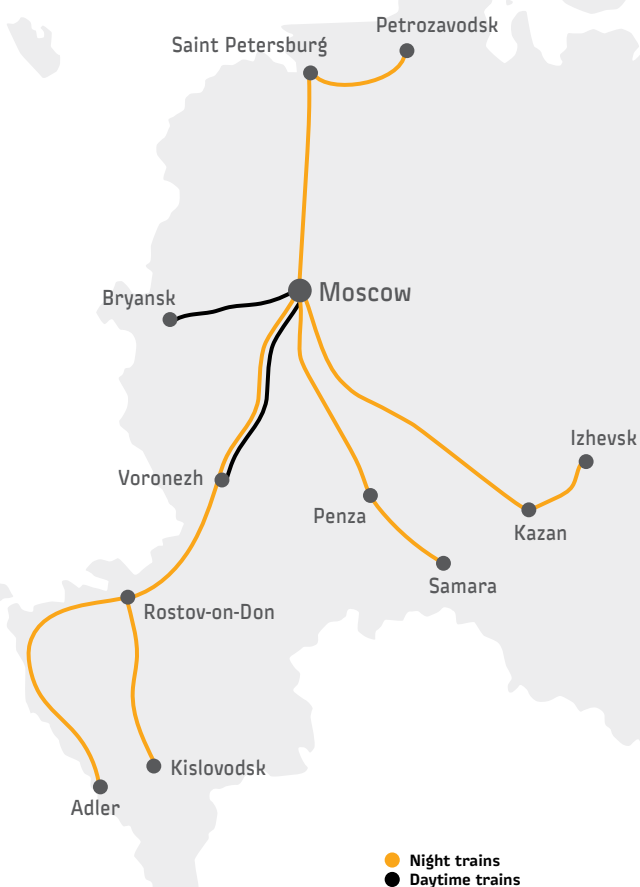 Petrozavodsk
Saint Petersburg
Moscow
Bryansk
Izhevsk
Voronezh
Penza
Kazan
Samara
Rostov-on-Don
Kislovodsk
Adler
Night trains
Daytime trains